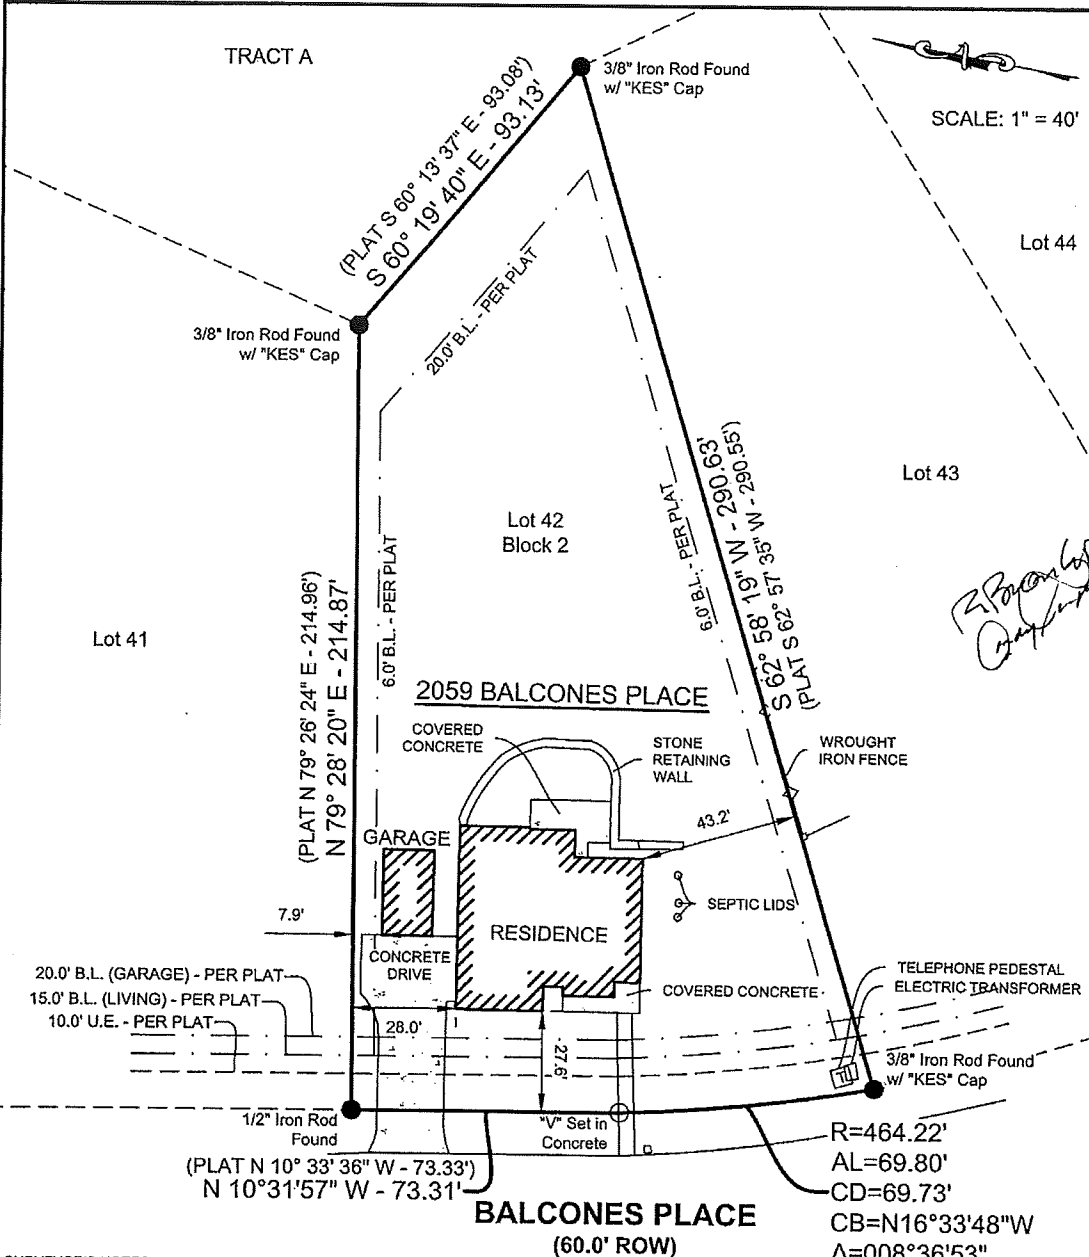 TRACT A
3/8" Iron Rod Found
w/ "KES" Cap
SCALE: 1" = 40'
(PLAT S 60° 13' 37" E - 93.08')
S 60° 19' 40" E - 93.13'
Lot 44
20.0' B.L. - PER PLAT
3/8" Iron Rod Found
w/ "KES" Cap
Lot 43
Lot 42
Block 2
S 62° 58' 19" W - 290.63'
(PLAT S 62° 57' 35" W - 290.55')
6.0' B.L. - PER PLAT
6.0' B.L. - PER PLAT
(PLAT N 79° 26' 24" E - 214.96')
N 79° 28' 20" E - 214.87'
Lot 41
2059 BALCONES PLACE
COVERED
CONCRETE
STONE
RETAINING
WALL
WROUGHT
IRON FENCE
43.2'
GARAGE
SEPTIC LIDS
7.9'
RESIDENCE
CONCRETE
DRIVE
20.0' B.L. (GARAGE) - PER PLAT
15.0' B.L. (LIVING) - PER PLAT
10.0' U.E. - PER PLAT
COVERED CONCRETE
TELEPHONE PEDESTAL
ELECTRIC TRANSFORMER
28.0'
27.6'
3/8" Iron Rod Found
w/ "KES" Cap
1/2" Iron Rod
Found
"V" Set in
Concrete
(PLAT N 10° 33' 36" W - 73.33')
N 10°31'57" W - 73.31'
R=464.22'
AL=69.80'
CD=69.73'
CB=N16°33'48"W
Δ=008°36'53"
BALCONES PLACE
(60.0' ROW)